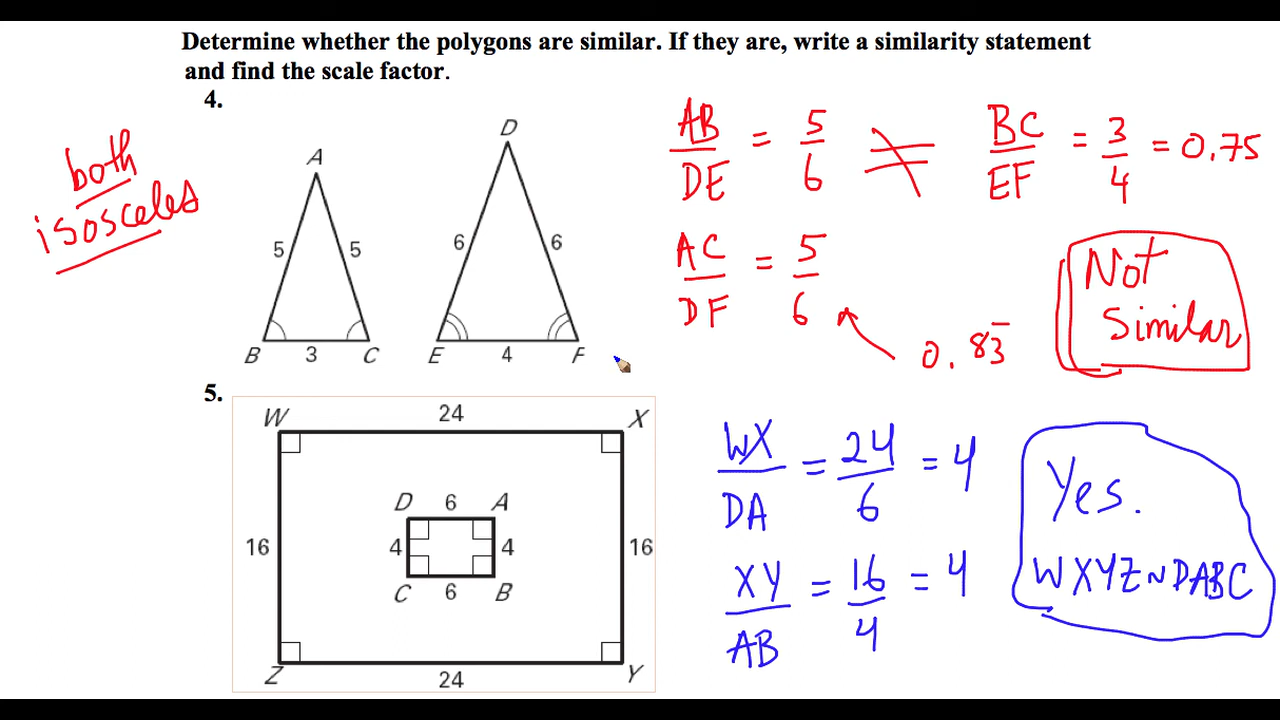 Determine whether the polygons are similar. If they are, write a similarity statement
and find the scale factor.
4.
both
isosceles
A
5
5
B
3
C
D
6
6
E
4
F
AB/DE = 5/6 ≠ BC/EF = 3/4 = 0.75
AC/DF = 5/6
0.83̅
Not
Similar
5.
W
24
X
16
16
D
6
A
4
4
C
6
B
Z
24
Y
WX/DA = 24/6 = 4
XY/AB = 16/4 = 4
Yes.
WXYZ ~ DABC